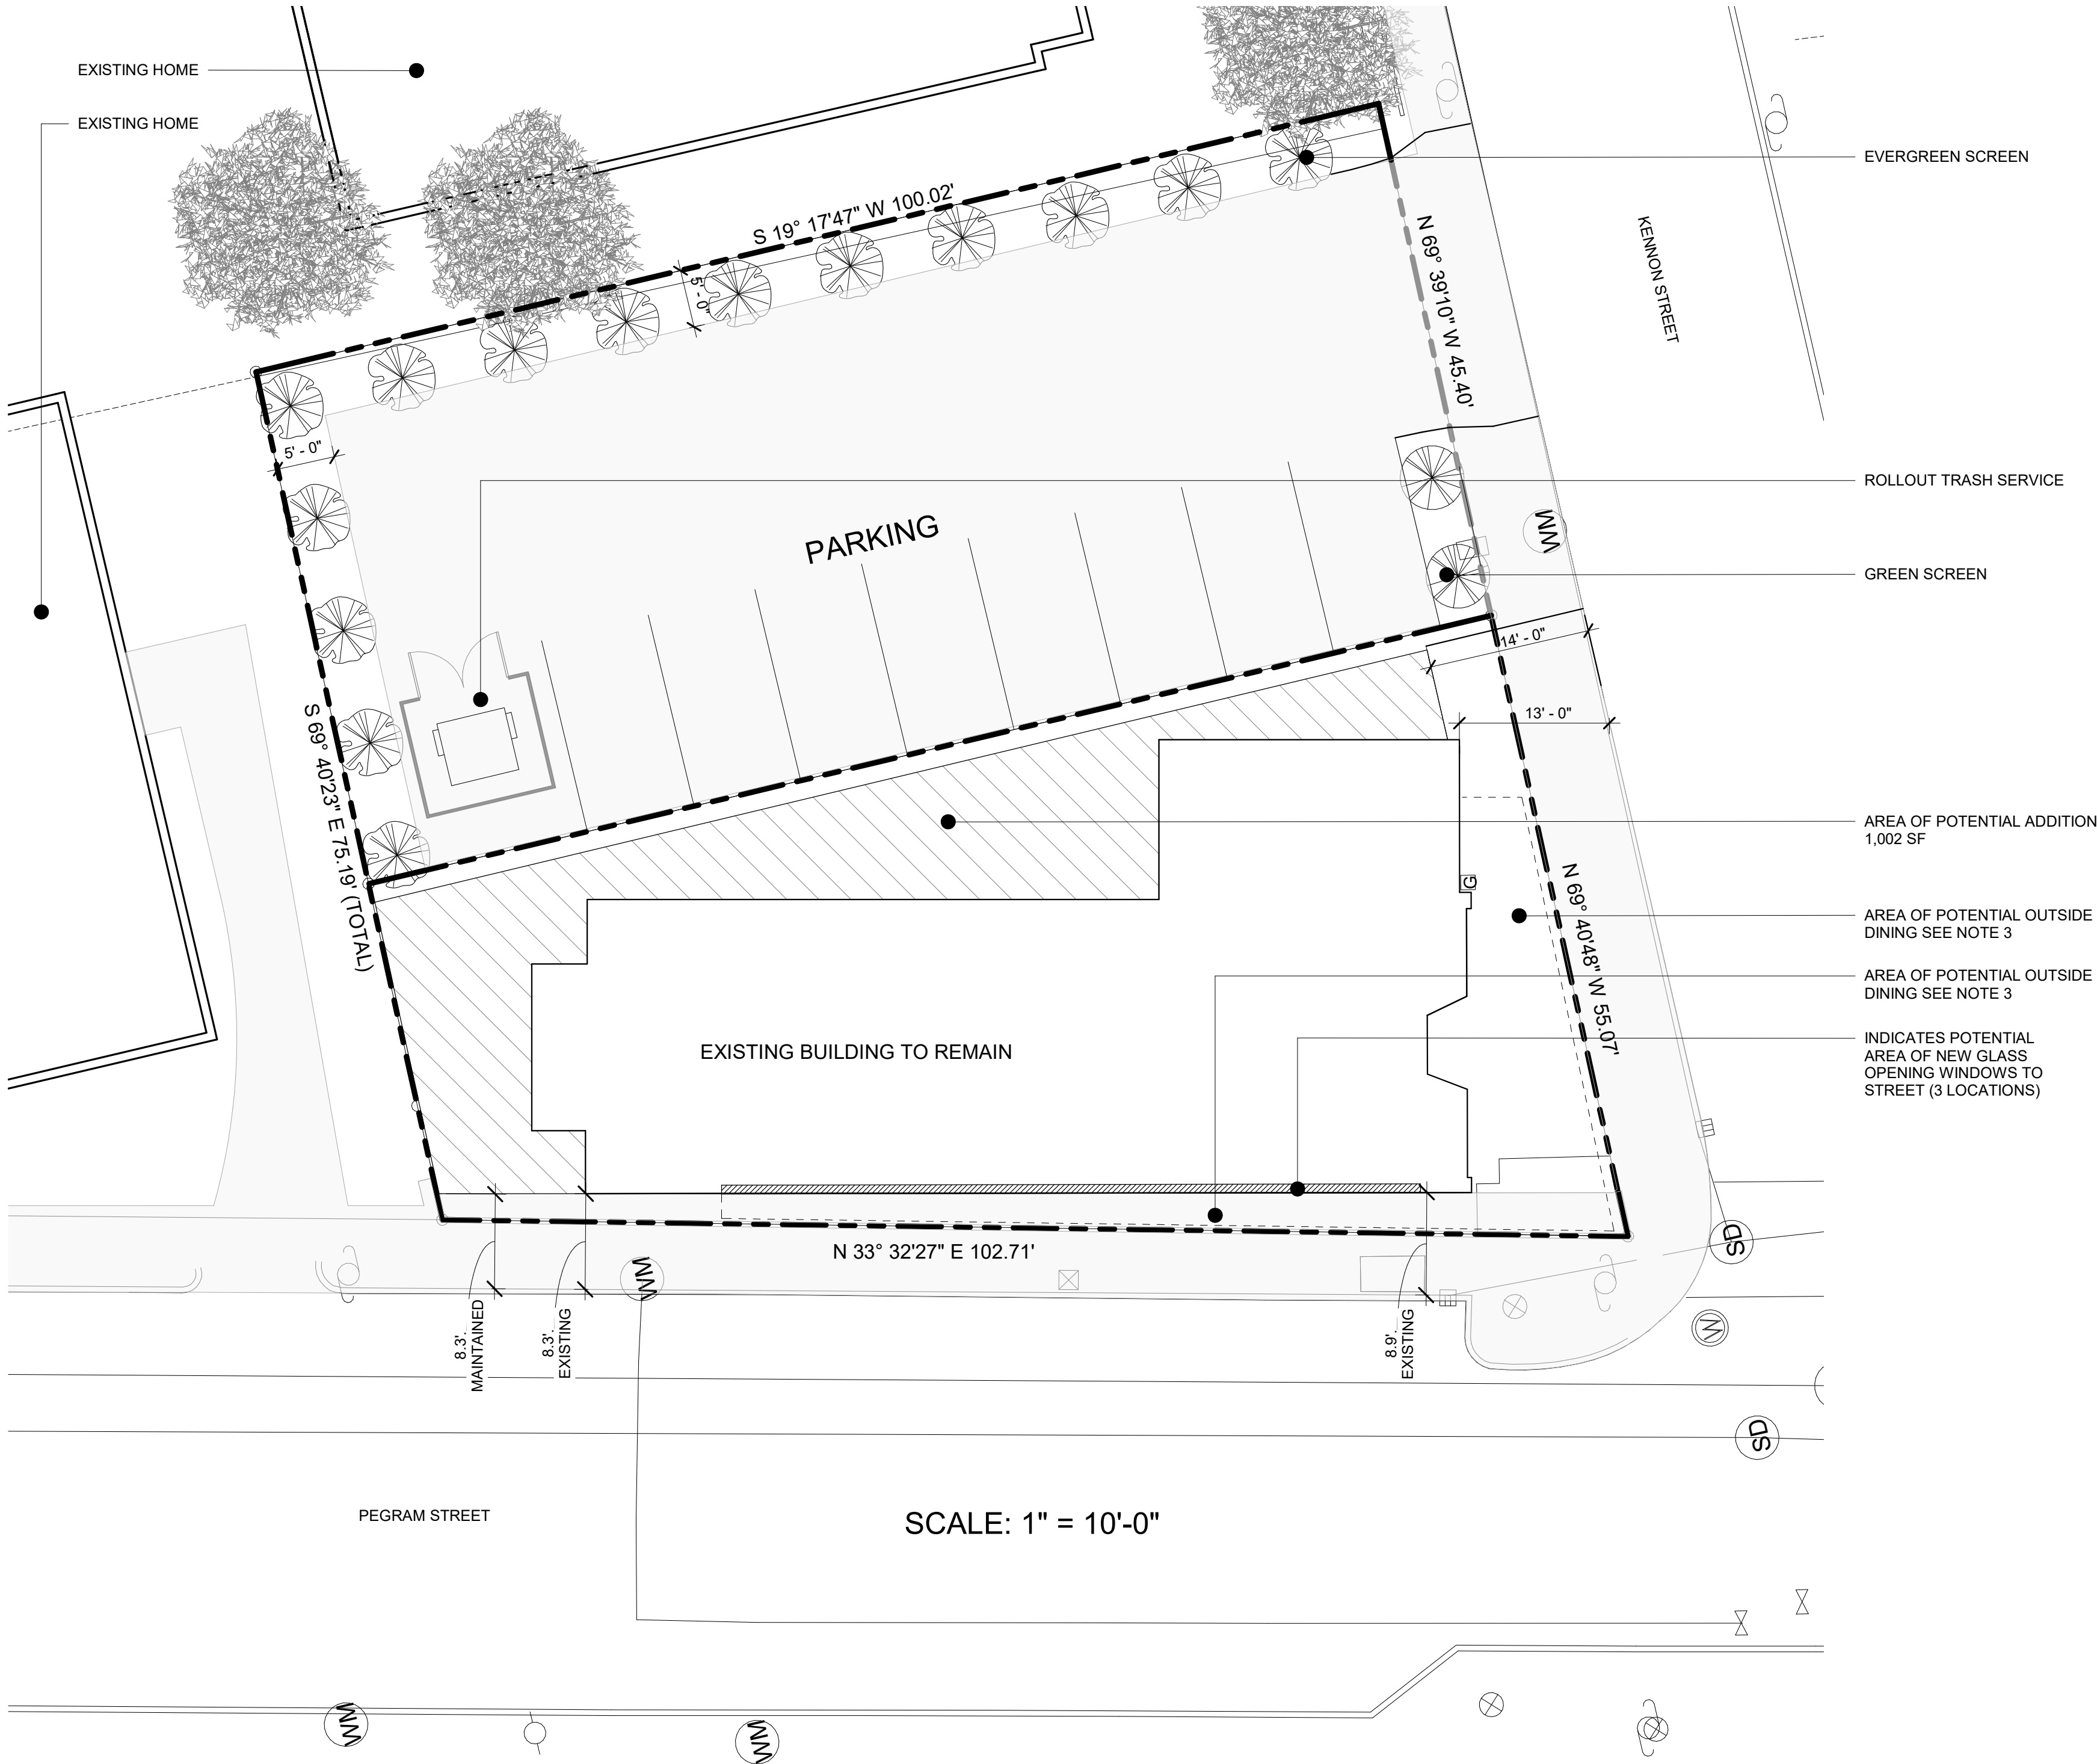 EXISTING HOME
EXISTING HOME
EVERGREEN SCREEN
S 19° 17'47" W 100.02'
N 69° 39'10" W 45.40'
KENNON STREET
5' - 0"
5' - 0"
ROLLOUT TRASH SERVICE
PARKING
WW
GREEN SCREEN
14' - 0"
13' - 0"
S 69° 40'23" E 75.19' (TOTAL)
AREA OF POTENTIAL ADDITION
1,002 SF
G
N 69° 40'48" W 55.07'
AREA OF POTENTIAL OUTSIDE
DINING SEE NOTE 3
AREA OF POTENTIAL OUTSIDE
DINING SEE NOTE 3
EXISTING BUILDING TO REMAIN
INDICATES POTENTIAL
AREA OF NEW GLASS
OPENING WINDOWS TO
STREET (3 LOCATIONS)
N 33° 32'27" E 102.71'
SD
WW
8.3'.
MAINTAINED
8.3'.
EXISTING
8.9'.
EXISTING
W
SD
PEGRAM STREET
SCALE: 1" = 10'-0"
WW
WW